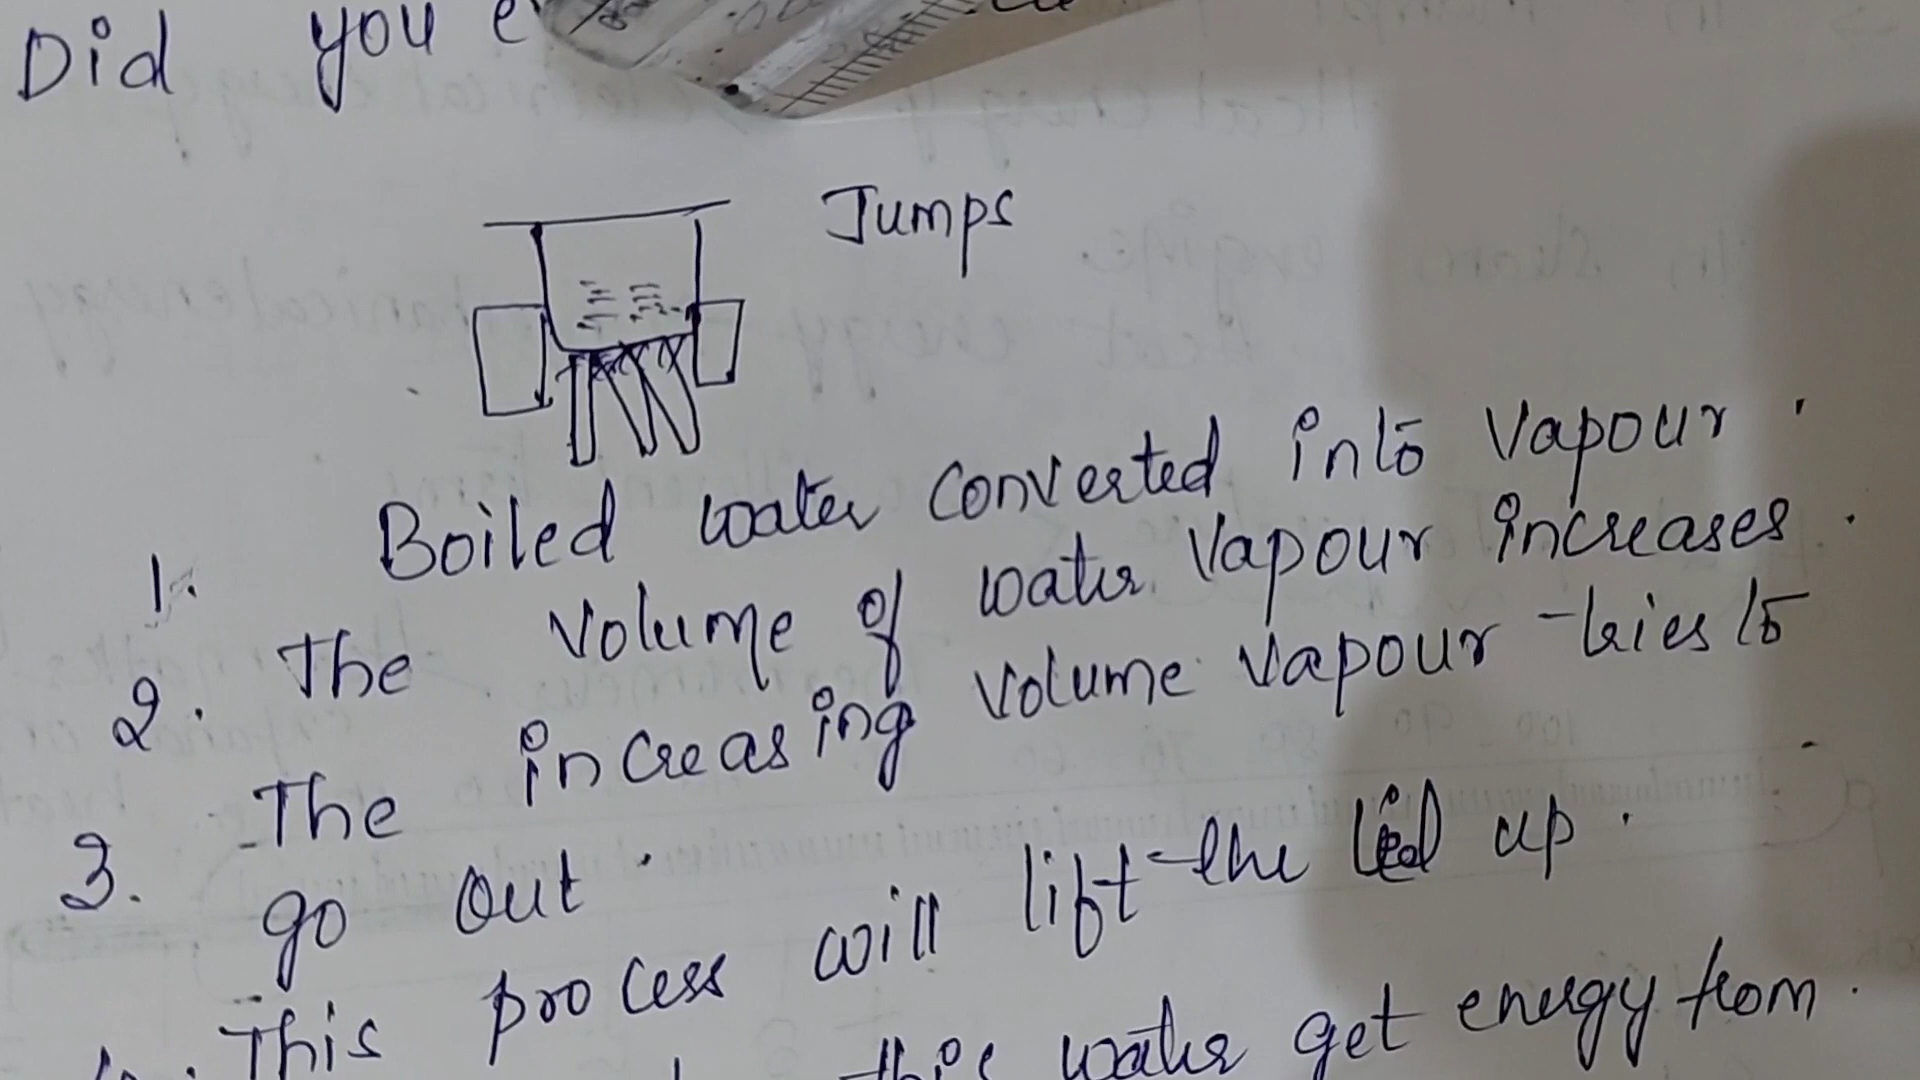 Did you
Jumps
1. Boiled water converted into Vapour.
2. The volume of water Vapour increases.
3. The increasing volume vapour tries to
go out.
This process will lift the lid up.
this water get energy from.